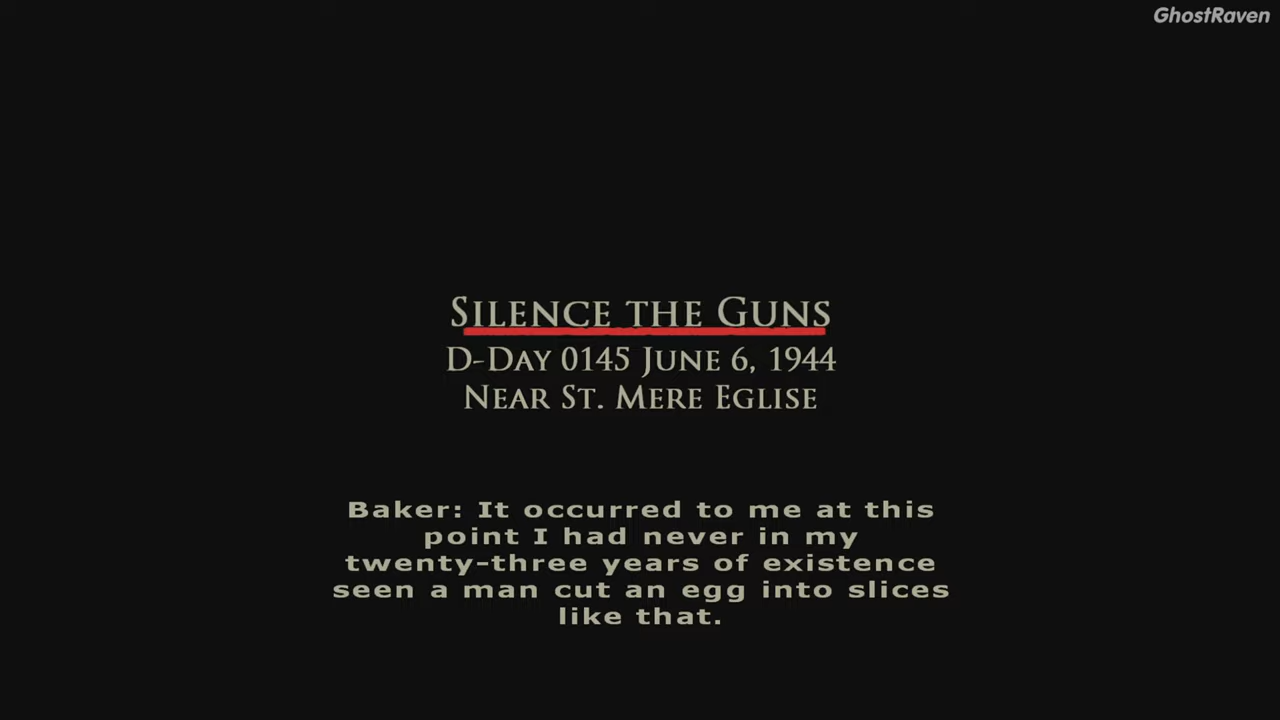 GhostRaven
Silence the Guns
D-Day 0145 June 6, 1944
Near St. Mere Eglise
Baker: It occurred to me at this
point I had never in my
twenty-three years of existence
seen a man cut an egg into slices
like that.